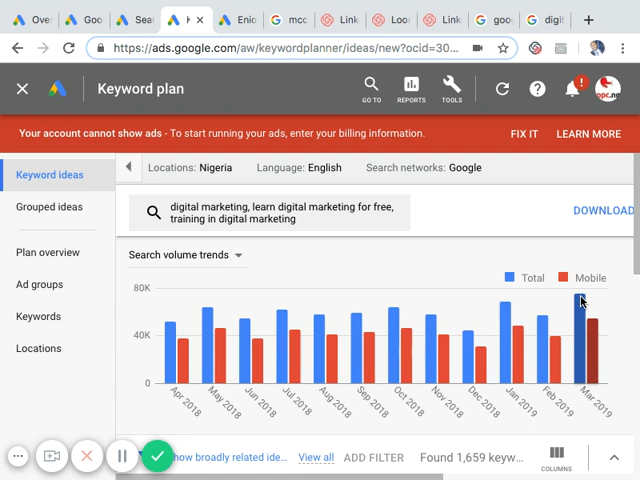 Ove
Goo
Sea
K
Enic
mcc
Link
Loor
Link
goo
digit
https://ads.google.com/aw/keywordplanner/ideas/new?ocid=30...
Keyword plan
GO TO
REPORTS
TOOLS
!
opc.ne
Your account cannot show ads - To start running your ads, enter your billing information.
FIX IT
LEARN MORE
Keyword ideas
Grouped ideas
Plan overview
Ad groups
Keywords
Locations
Locations: Nigeria
Language: English
Search networks: Google
digital marketing, learn digital marketing for free,
training in digital marketing
DOWNLOAD
Search volume trends
Total
Mobile
80K
40K
0
Apr 2018
May 2018
Jun 2018
Jul 2018
Aug 2018
Sep 2018
Oct 2018
Nov 2018
Dec 2018
Jan 2019
Feb 2019
Mar 2019
how broadly related ide...
View all
ADD FILTER
Found 1,659 keyw...
COLUMNS